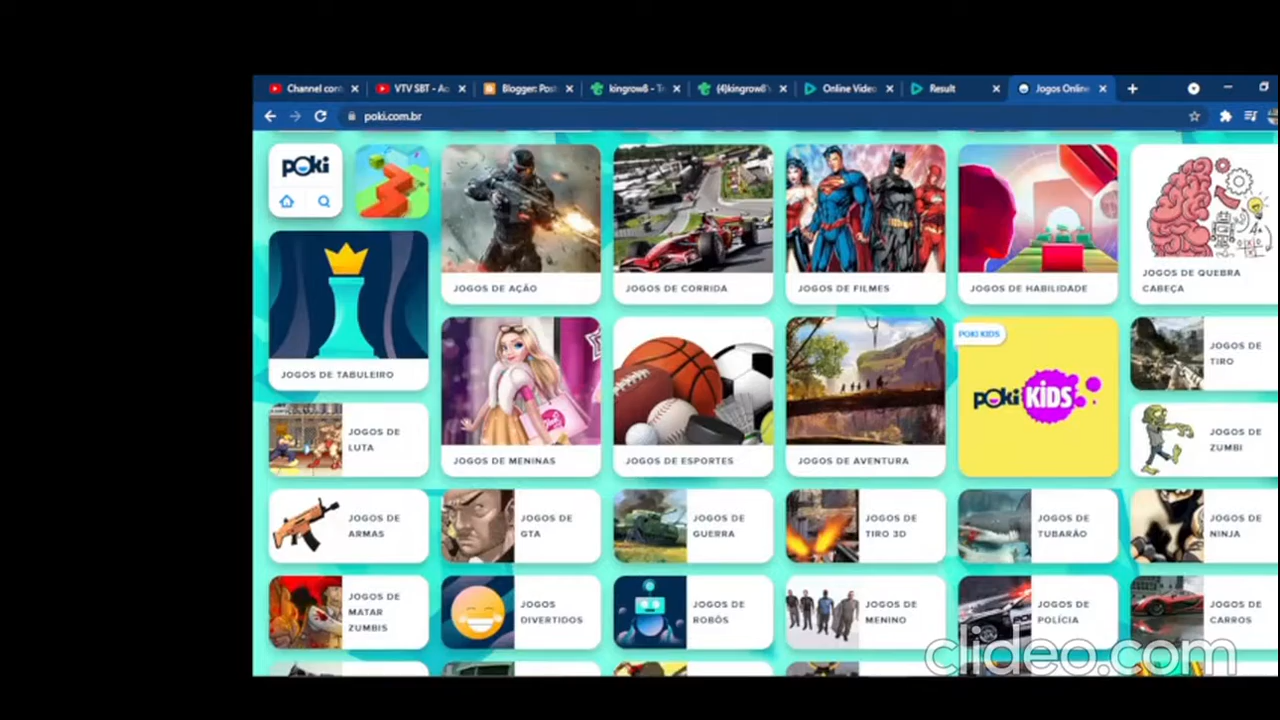 Channel con
VTV SBT - Ao
Blogger: Post
kingrow8 - T
(4)kingrow8'
Online Video
Result
Jogos Online
poki.com.br
poki
JOGOS DE AÇÃO
JOGOS DE CORRIDA
JOGOS DE FILMES
JOGOS DE HABILIDADE
JOGOS DE QUEBRA
CABEÇA
JOGOS DE TABULEIRO
POKI KIDS
poki KiDS
JOGOS DE
TIRO
JOGOS DE
LUTA
JOGOS DE MENINAS
JOGOS DE ESPORTES
JOGOS DE AVENTURA
JOGOS DE
ZUMBI
JOGOS DE
ARMAS
JOGOS DE
GTA
JOGOS DE
GUERRA
JOGOS DE
TIRO 3D
JOGOS DE
TUBARÃO
JOGOS DE
NINJA
JOGOS DE
MATAR
ZUMBIS
JOGOS
DIVERTIDOS
JOGOS DE
ROBÔS
JOGOS DE
MENINO
JOGOS DE
POLÍCIA
JOGOS DE
CARROS
clideo.com